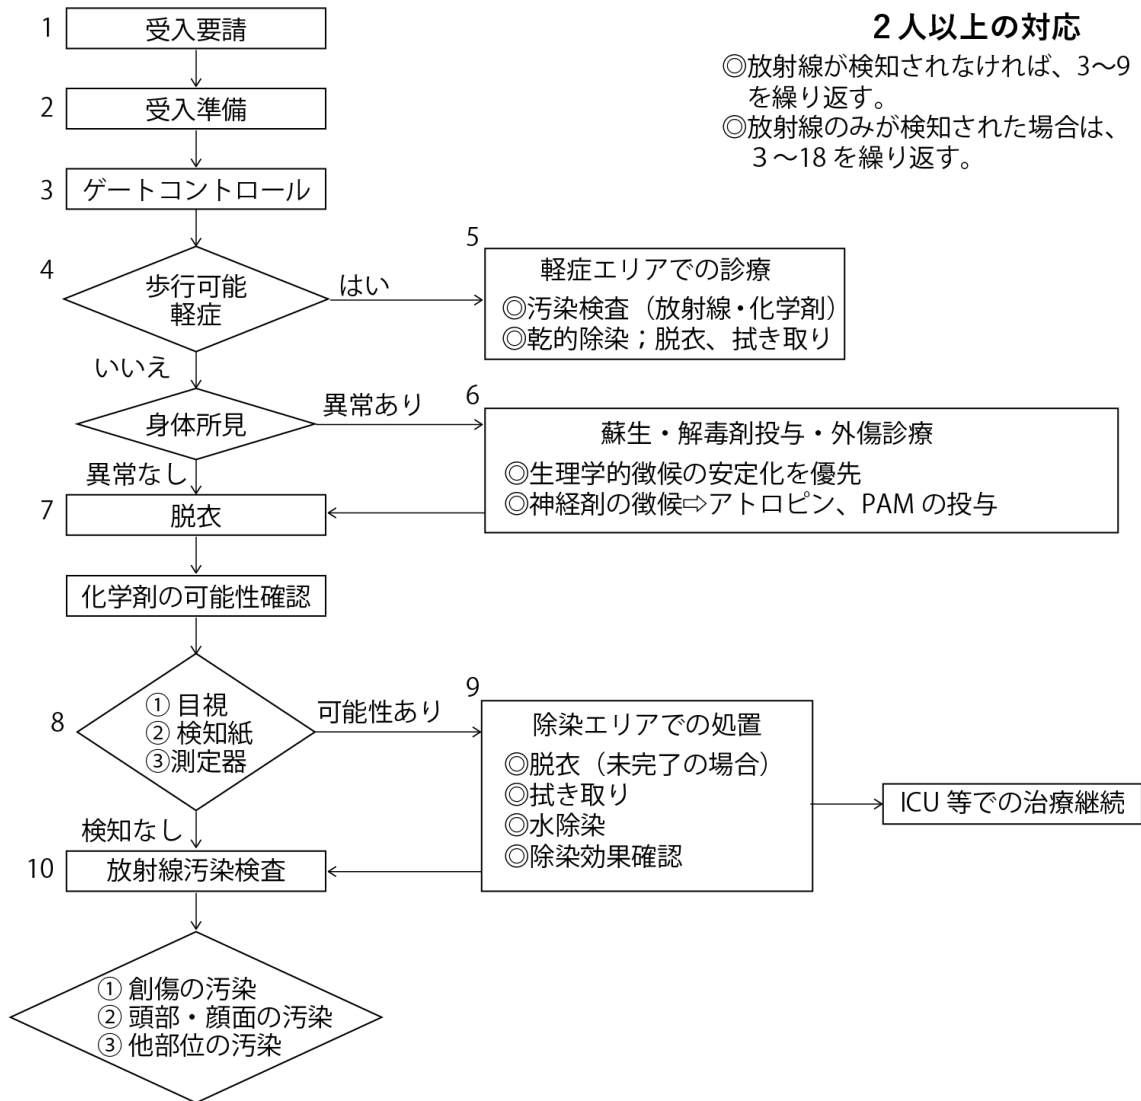 2人以上の対応
◎放射線が検知されなければ、3〜9
を繰り返す。
◎放射線のみが検知された場合は、
3〜18 を繰り返す。
1
受入要請
2
受入準備
3
ゲートコントロール
4
歩行可能
軽症
はい
5
軽症エリアでの診療
◎汚染検査（放射線・化学剤）
◎乾的除染；脱衣、拭き取り
いいえ
身体所見
異常あり
6
蘇生・解毒剤投与・外傷診療
◎生理学的徴候の安定化を優先
◎神経剤の徴候⇨アトロピン、PAM の投与
異常なし
7
脱衣
化学剤の可能性確認
8
① 目視
② 検知紙
③測定器
可能性あり
9
除染エリアでの処置
◎脱衣（未完了の場合）
◎拭き取り
◎水除染
◎除染効果確認
ICU 等での治療継続
検知なし
10
放射線汚染検査
① 創傷の汚染
② 頭部・顔面の汚染
③ 他部位の汚染